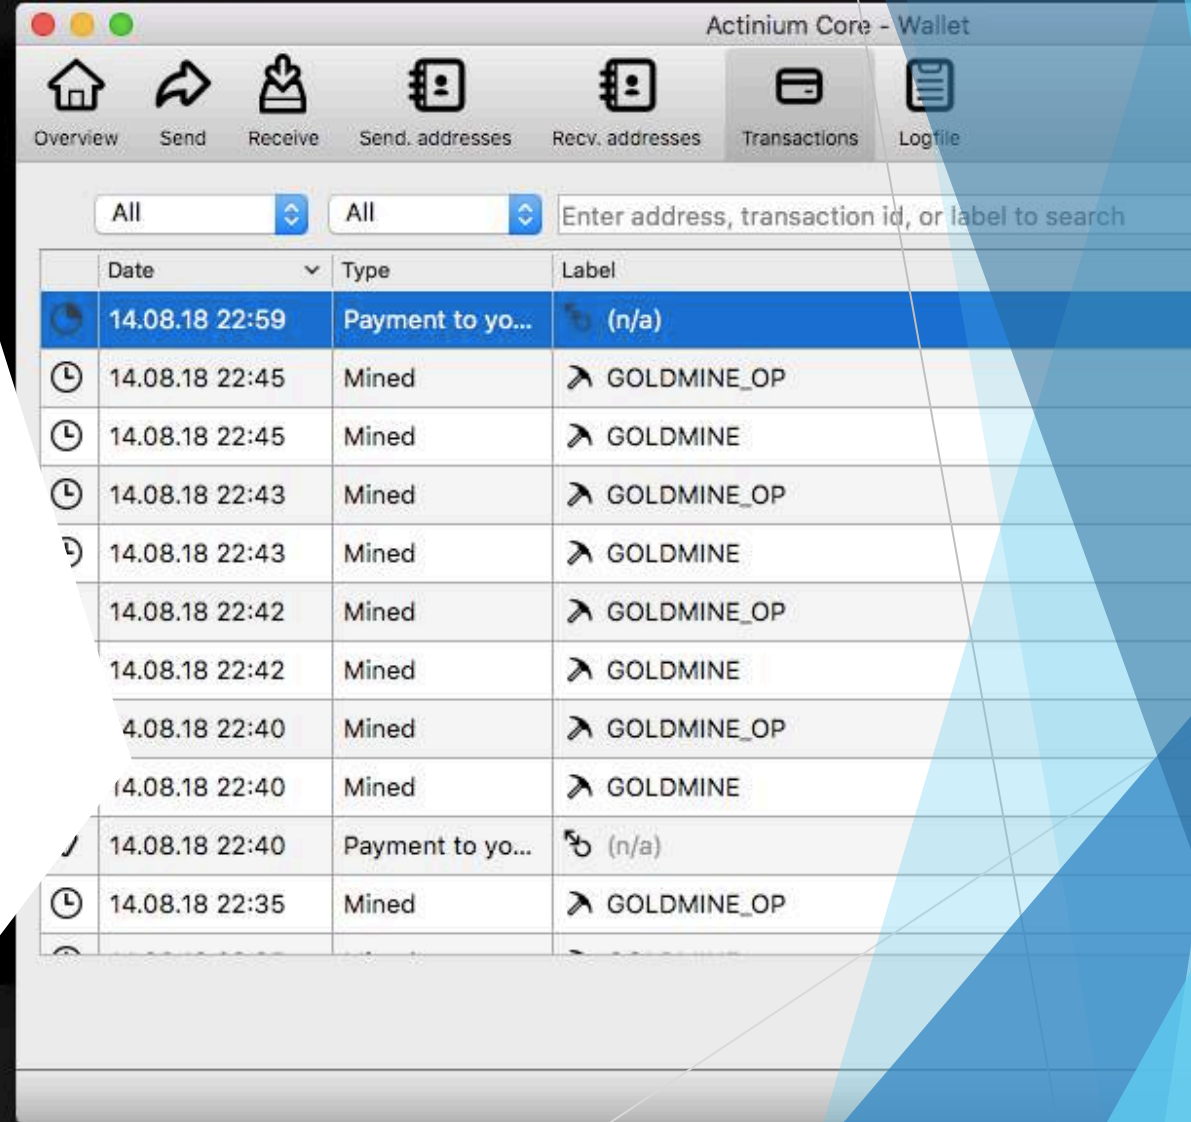 Actinium Core - Wallet
Overview Send Receive Send. addresses Recv. addresses Transactions Logfile
All All Enter address, transaction id, or label to search
Date Type Label
14.08.18 22:59 Payment to yo... (n/a)
14.08.18 22:45 Mined GOLDMINE_OP
14.08.18 22:45 Mined GOLDMINE
14.08.18 22:43 Mined GOLDMINE_OP
14.08.18 22:43 Mined GOLDMINE
14.08.18 22:42 Mined GOLDMINE_OP
14.08.18 22:42 Mined GOLDMINE
4.08.18 22:40 Mined GOLDMINE_OP
14.08.18 22:40 Mined GOLDMINE
14.08.18 22:40 Payment to yo... (n/a)
14.08.18 22:35 Mined GOLDMINE_OP